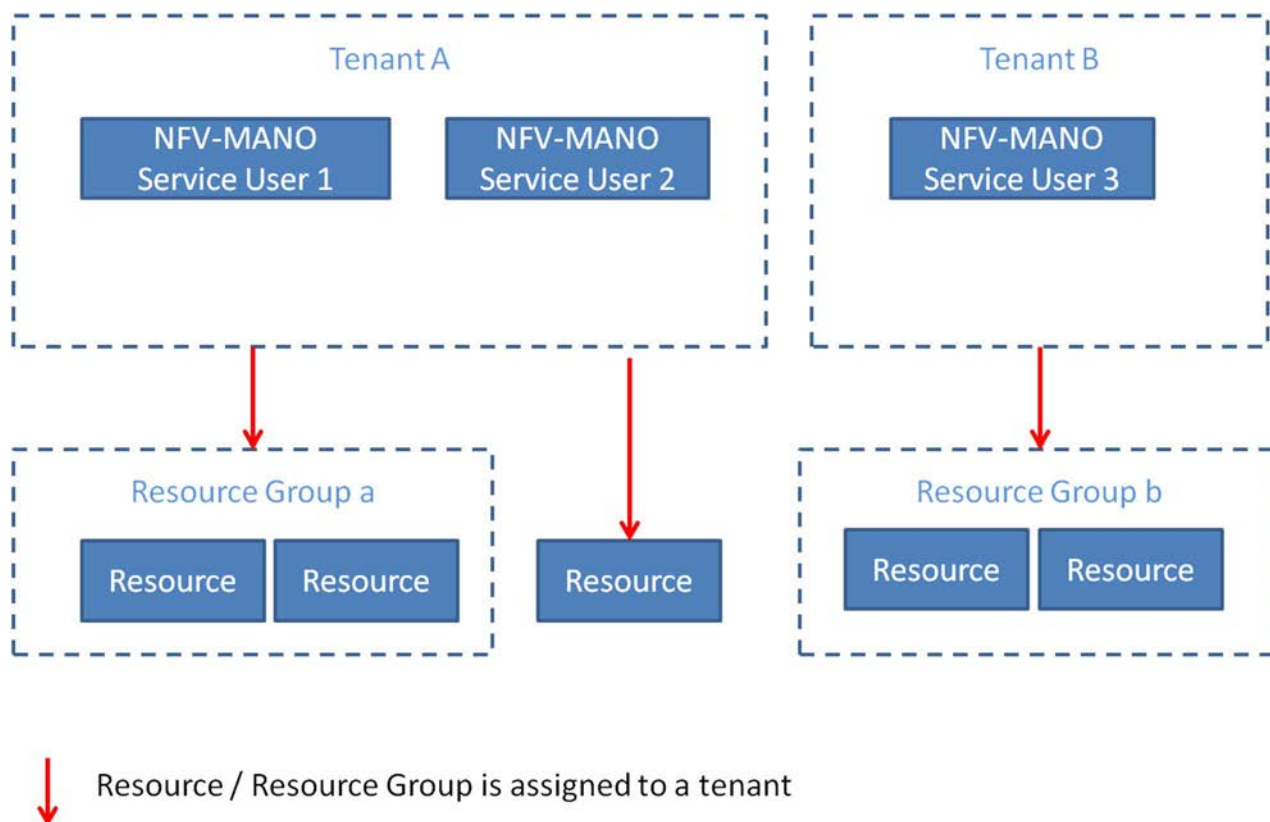 Tenant A
Tenant B
NFV-MANO
Service User 1
NFV-MANO
Service User 2
NFV-MANO
Service User 3
Resource Group a
Resource Group b
Resource
Resource
Resource
Resource
Resource
Resource / Resource Group is assigned to a tenant